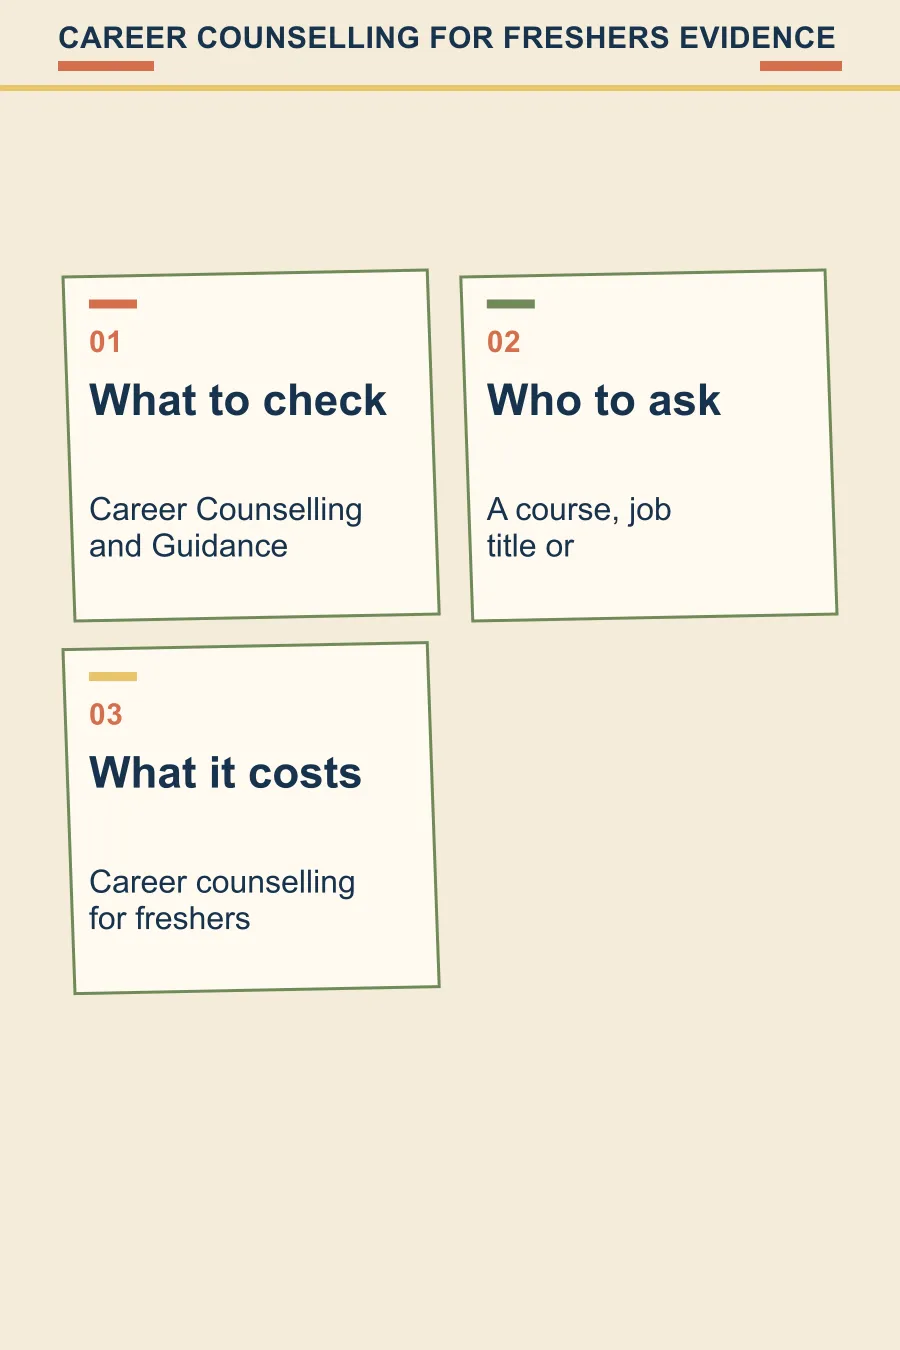 CAREER COUNSELLING FOR FRESHERS EVIDENCE
01
What to check
Career Counselling
and Guidance
02
Who to ask
A course, job
title or
03
What it costs
Career counselling
for freshers